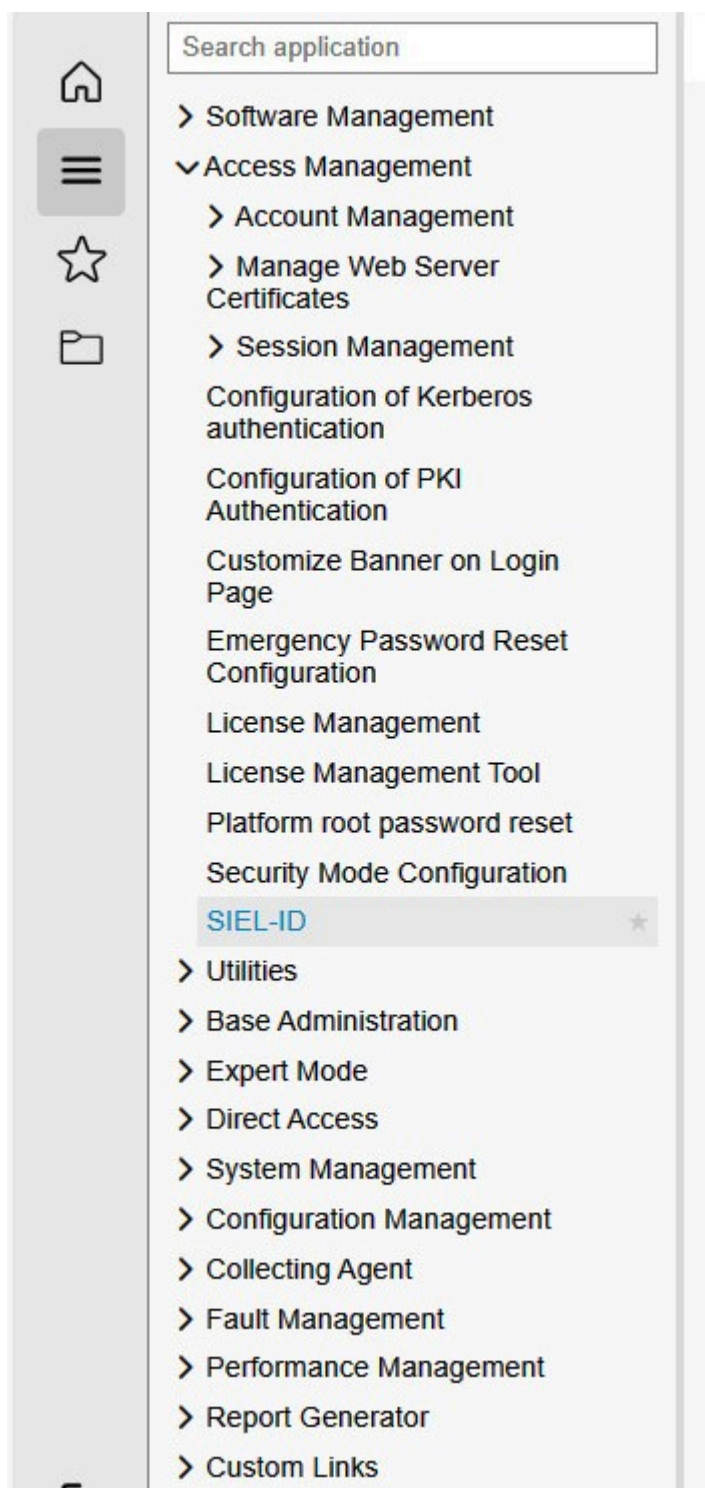 Search application
Software Management
Access Management
Account Management
Manage Web Server
Certificates
Session Management
Configuration of Kerberos
authentication
Configuration of PKI
Authentication
Customize Banner on Login
Page
Emergency Password Reset
Configuration
License Management
License Management Tool
Platform root password reset
Security Mode Configuration
SIEL-ID
Utilities
Base Administration
Expert Mode
Direct Access
System Management
Configuration Management
Collecting Agent
Fault Management
Performance Management
Report Generator
Custom Links